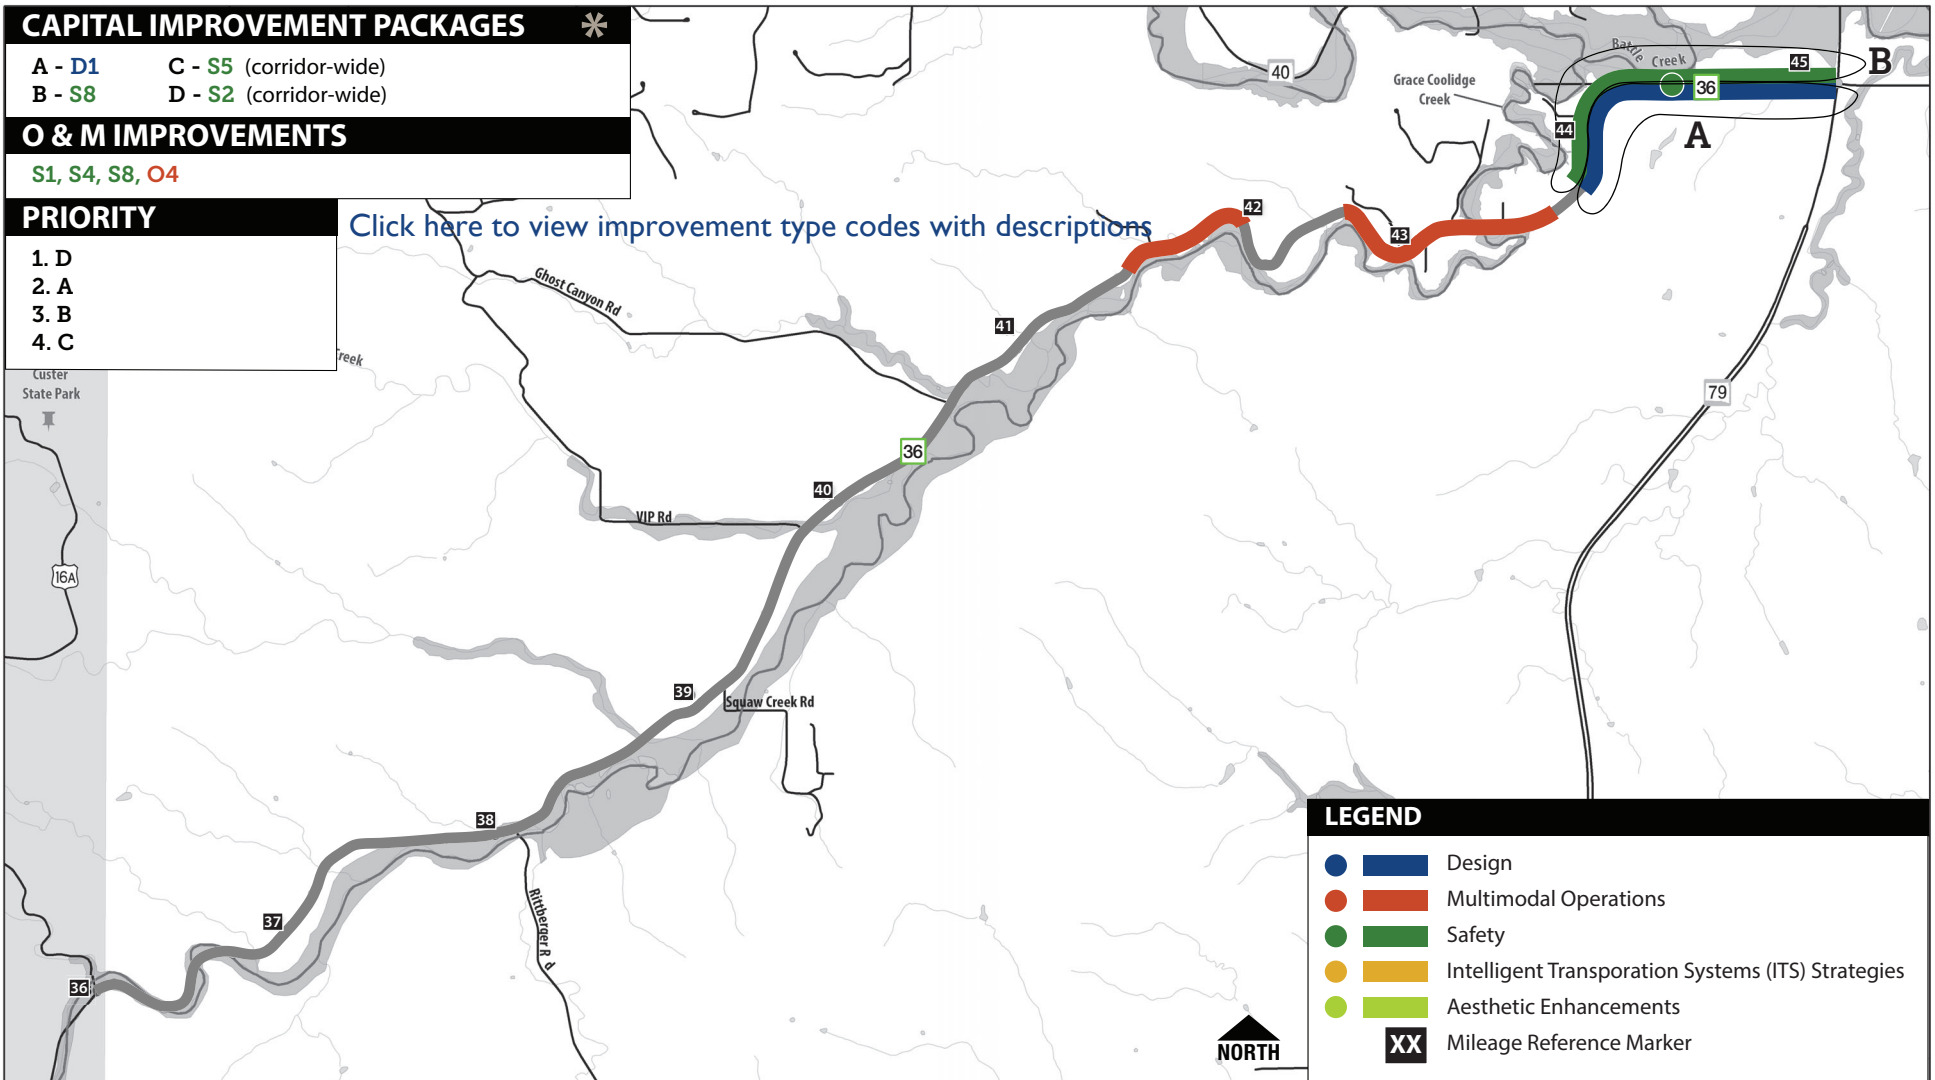 CAPITAL IMPROVEMENT PACKAGES *
A - D1 C - S5 (corridor-wide)
B - S8 D - S2 (corridor-wide)
O & M IMPROVEMENTS
S1, S4, S8, O4
PRIORITY
1. D
2. A
3. B
4. C
Click here to view improvement type codes with descriptions
40
Grace Coolidge
Creek
Battle
Creek
45
B
36
44
A
42
43
Ghost Canyon Rd
41
reek
Custer
State Park
79
36
40
VIP Rd
16A
39
Squaw Creek Rd
38
Rittberger Rd
37
36
NORTH
LEGEND
Design
Multimodal Operations
Safety
Intelligent Transporation Systems (ITS) Strategies
Aesthetic Enhancements
XX Mileage Reference Marker